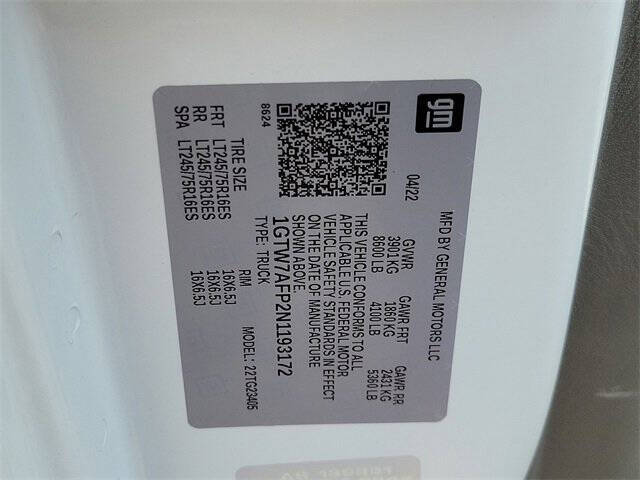 gm
MFD BY GENERAL MOTORS LLC
04/22
GVWR GAWR FRT GAWR RR
3901 KG 1860 KG 2431 KG
8600 LB 4100 LB 5360 LB
THIS VEHICLE CONFORMS TO ALL
APPLICABLE U.S. FEDERAL MOTOR
VEHICLE SAFETY STANDARDS IN EFFECT
ON THE DATE OF MANUFACTURE
SHOWN ABOVE.
1GTW7AFP2N1193172
TYPE: TRUCK MODEL: 22TG23405
8624
TIRE SIZE RIM
FRT LT245/75R16ES 16X6.5J
RR LT245/75R16ES 16X6.5J
SPA LT245/75R16ES 16X6.5J